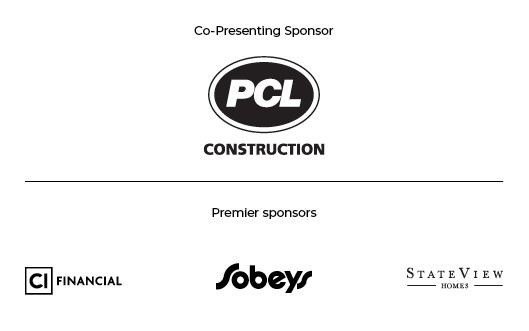 Co-Presenting Sponsor
PCL
CONSTRUCTION
Premier sponsors
CI FINANCIAL
Sobeys
STATEVIEW
HOMES